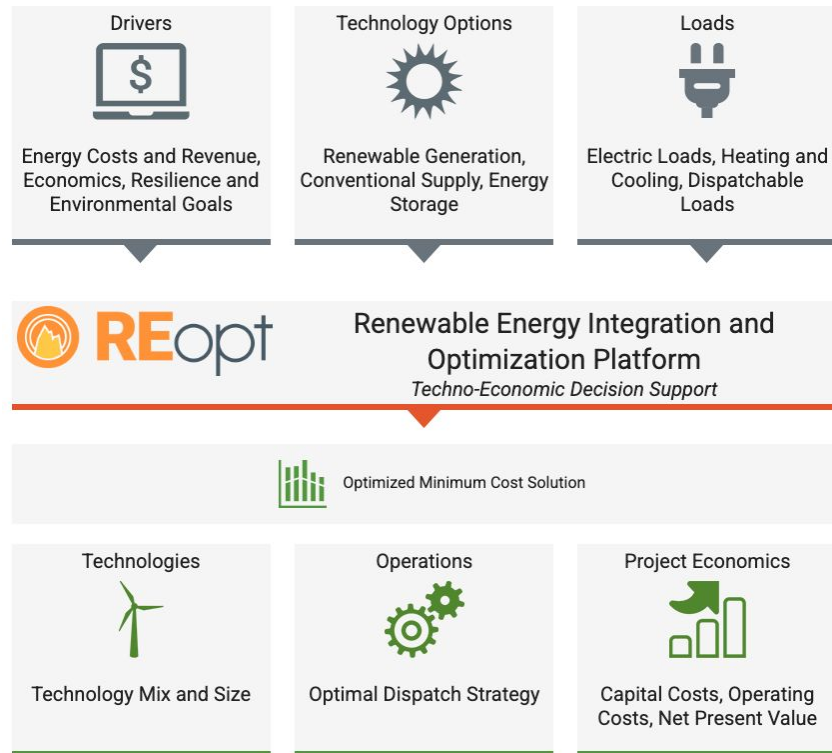 Drivers
$
Energy Costs and Revenue,
Economics, Resilience and
Environmental Goals
Technology Options
Renewable Generation,
Conventional Supply, Energy
Storage
Loads
Electric Loads, Heating and
Cooling, Dispatchable
Loads
REopt
Renewable Energy Integration and
Optimization Platform
Techno-Economic Decision Support
Optimized Minimum Cost Solution
Technologies
Technology Mix and Size
Operations
Optimal Dispatch Strategy
Project Economics
Capital Costs, Operating
Costs, Net Present Value